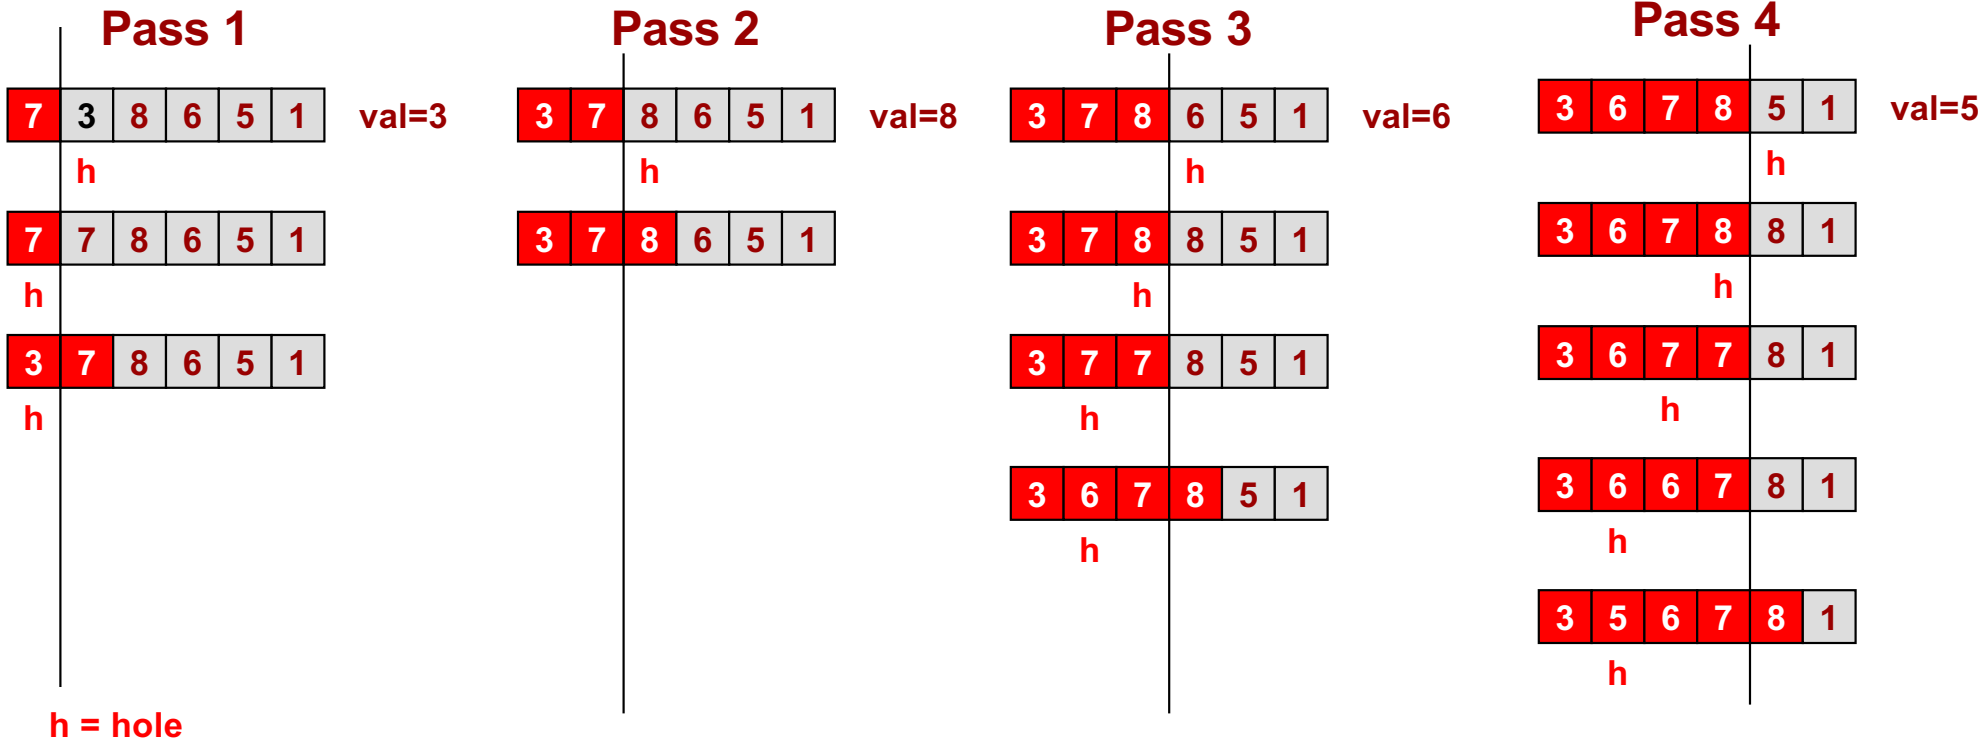 Pass 1
7 3 8 6 5 1 val=3
h
7 7 8 6 5 1
h
3 7 8 6 5 1
h
h = hole
Pass 2
3 7 8 6 5 1 val=8
h
3 7 8 6 5 1
Pass 3
3 7 8 6 5 1 val=6
h
3 7 8 8 5 1
h
3 7 7 8 5 1
h
3 6 7 8 5 1
h
Pass 4
3 6 7 8 5 1 val=5
h
3 6 7 8 8 1
h
3 6 7 7 8 1
h
3 6 6 7 8 1
h
3 5 6 7 8 1
h